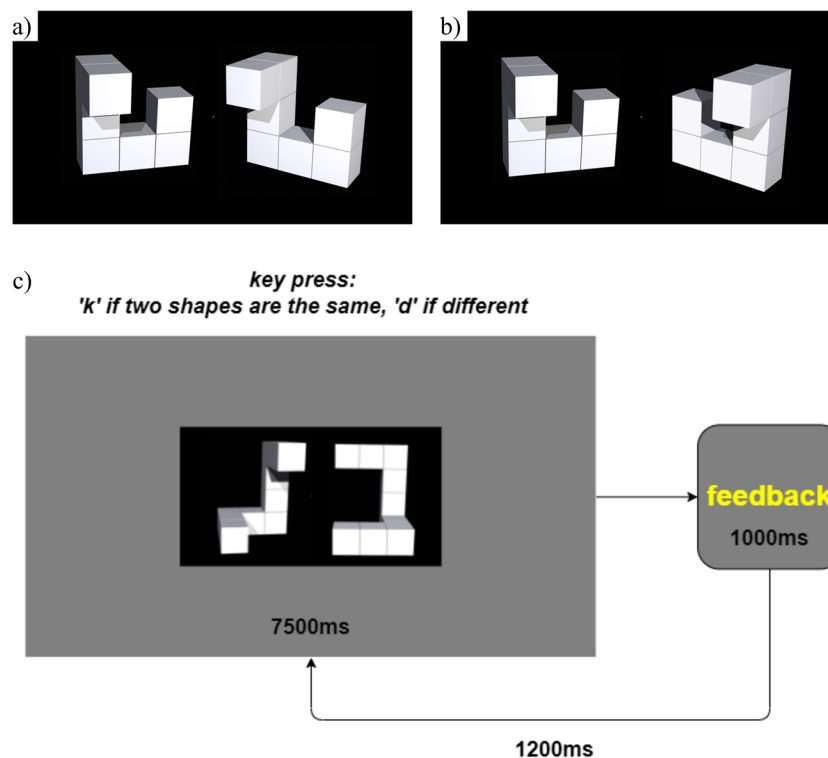 a)
b)
c)
key press:
'k' if two shapes are the same, 'd' if different
feedback
1000ms
7500ms
1200ms